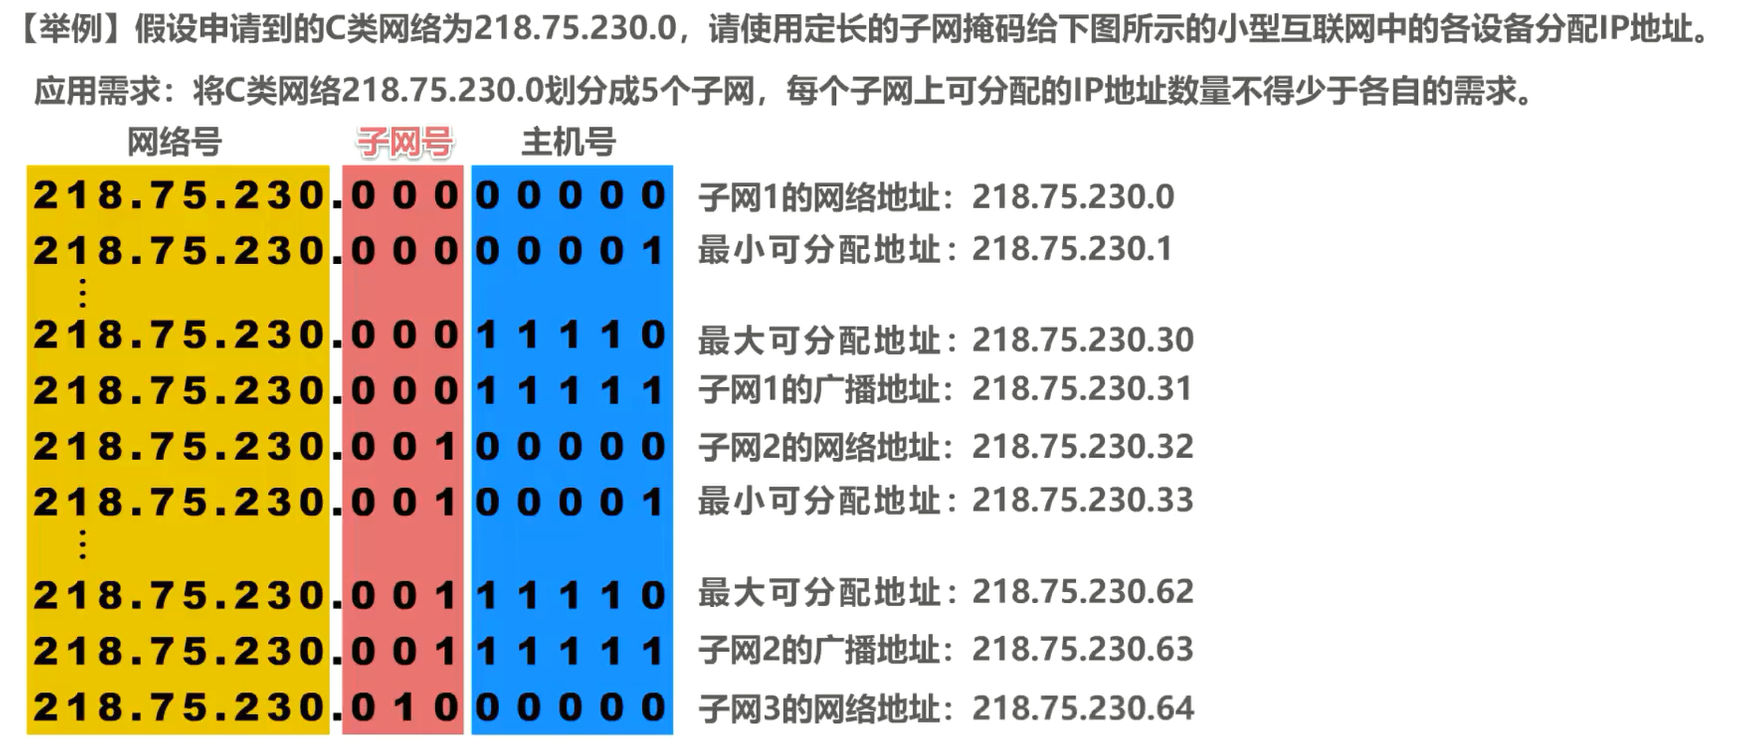 【举例】假设申请到的C类网络为218.75.230.0，请使用定长的子网掩码给下图所示的小型互联网中的各设备分配IP地址。
应用需求：将C类网络218.75.230.0划分成5个子网，每个子网上可分配的IP地址数量不得少于各自的需求。
网络号 子网号 主机号
218.75.230.000 00000 子网1的网络地址：218.75.230.0
218.75.230.000 00001 最小可分配地址：218.75.230.1
⋮
218.75.230.000 11110 最大可分配地址：218.75.230.30
218.75.230.000 11111 子网1的广播地址：218.75.230.31
218.75.230.001 00000 子网2的网络地址：218.75.230.32
218.75.230.001 00001 最小可分配地址：218.75.230.33
⋮
218.75.230.001 11110 最大可分配地址：218.75.230.62
218.75.230.001 11111 子网2的广播地址：218.75.230.63
218.75.230.010 00000 子网3的网络地址：218.75.230.64